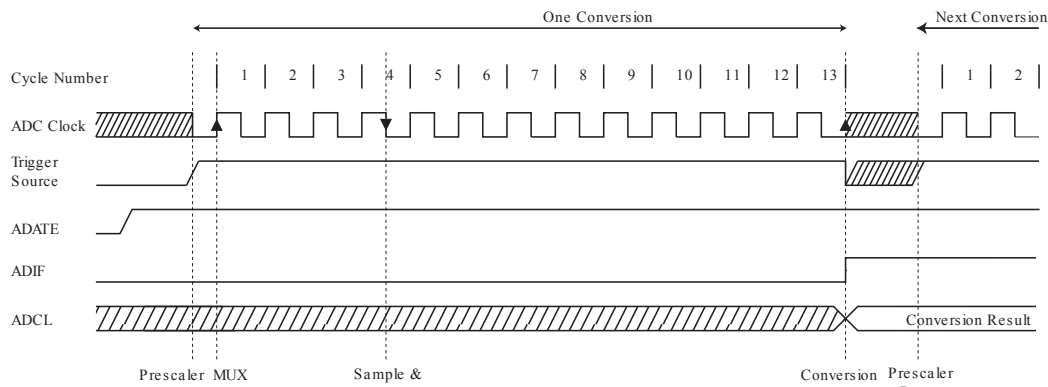 One Conversion
Next Conversion
Cycle Number
1 2 3 4 5 6 7 8 9 10 11 12 13 1 2
ADC Clock
Trigger
Source
ADATE
ADIF
ADCL
Conversion Result
Prescaler MUX Sample & Conversion Prescaler